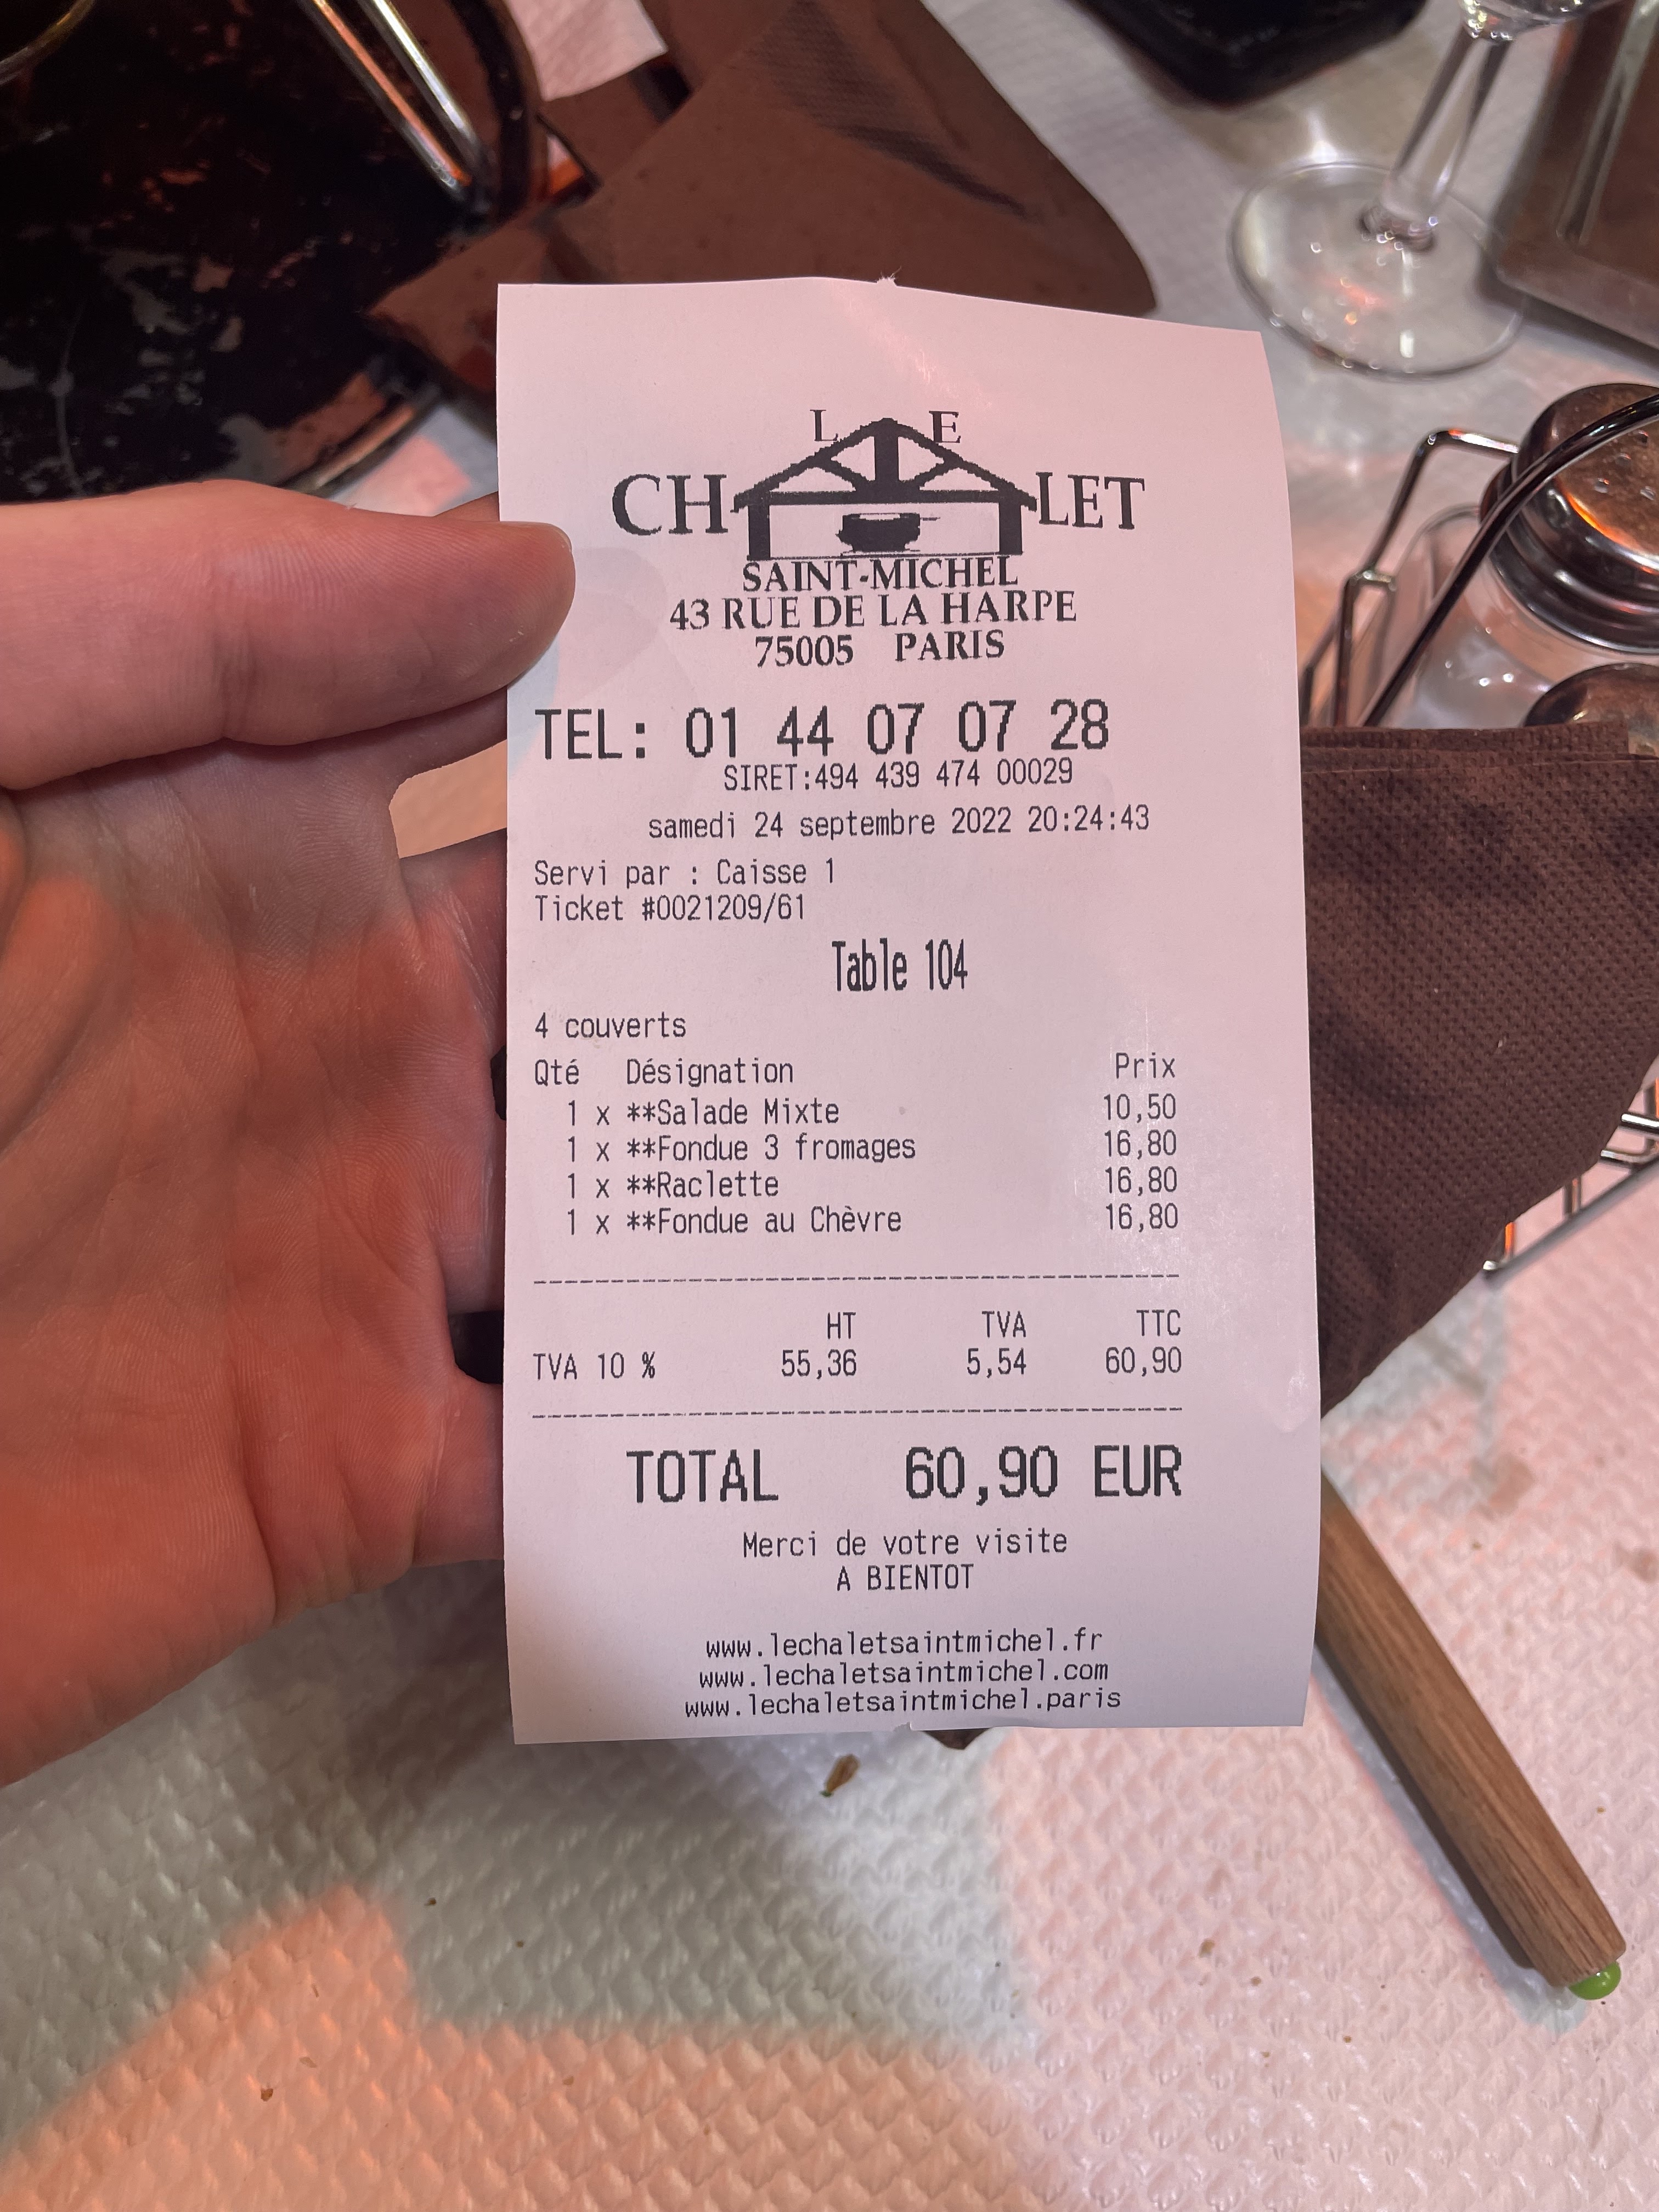 LE
CHALET
SAINT-MICHEL
43 RUE DE LA HARPE
75005 PARIS
TEL: 01 44 07 07 28
SIRET:494 439 474 00029
samedi 24 septembre 2022 20:24:43
Servi par : Caisse 1
Ticket #0021209/61
Table 104
4 couverts
Qté Désignation Prix
1 x **Salade Mixte 10,50
1 x **Fondue 3 fromages 16,80
1 x **Raclette 16,80
1 x **Fondue au Chèvre 16,80
HT TVA TTC
TVA 10 % 55,36 5,54 60,90
TOTAL 60,90 EUR
Merci de votre visite
A BIENTOT
www.lechaletsaintmichel.fr
www.lechaletsaintmichel.com
www.lechaletsaintmichel.paris